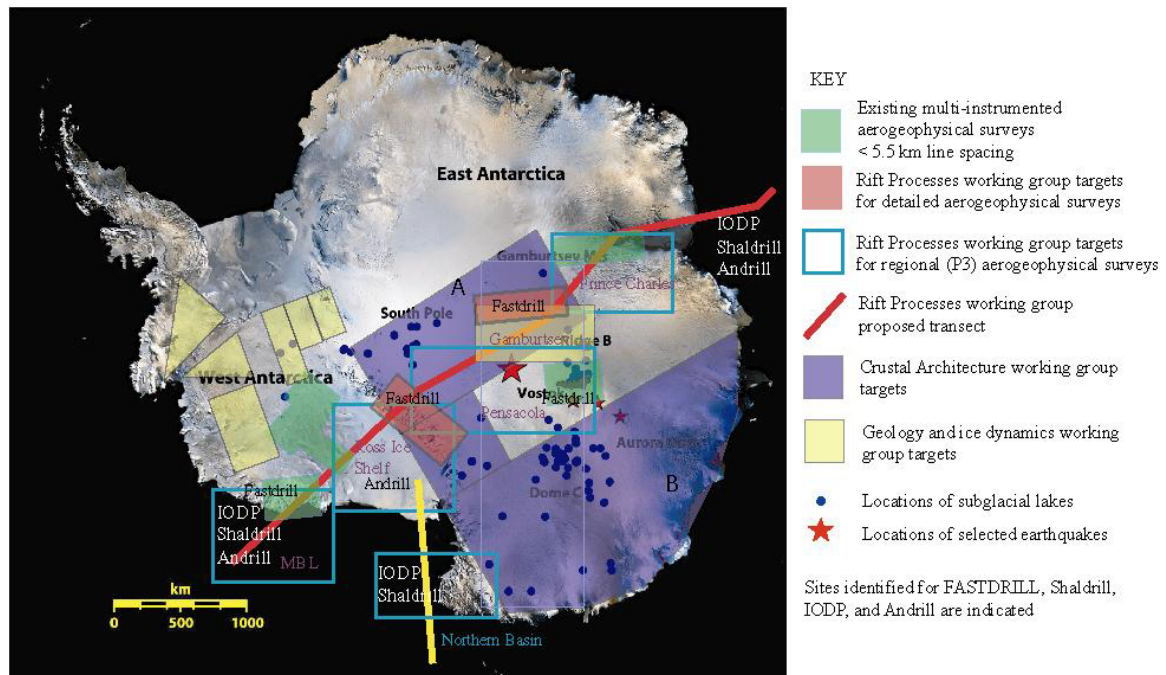 East Antarctica
IODP
Shaldrill
Andrill
Gamburtsev Mts
Prince Charles
A
Fastdrill
South Pole
Gamburtsev
Ridge B
West Antarctica
Fastdrill
Fastdrill
Pensacola
Aurora
Ross Ice
Shelf
Andrill
Dome C
B
Fastdrill
IODP
Shaldrill
Andrill
MBL
IODP
Shaldrill
Northern Basin
km
0 500 1000
KEY
Existing multi-instrumented
aerogeophysical surveys
< 5.5 km line spacing
Rift Processes working group targets
for detailed aerogeophysical surveys
Rift Processes working group targets
for regional (P3) aerogeophysical surveys
Rift Processes working group
proposed transect
Crustal Architecture working group
targets
Geology and ice dynamics working
group targets
Locations of subglacial lakes
Locations of selected earthquakes
Sites identified for FASTDRILL, Shaldrill,
IODP, and Andrill are indicated